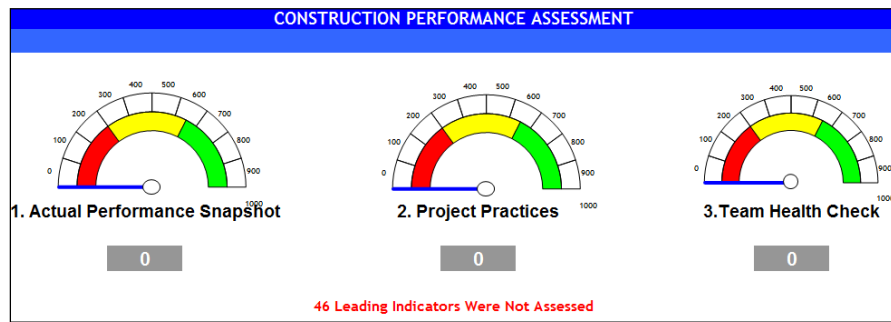 CONSTRUCTION PERFORMANCE ASSESSMENT
0 100 200 300 400 500 600 700 800 900 1000
0 100 200 300 400 500 600 700 800 900 1000
0 100 200 300 400 500 600 700 800 900 1000
1. Actual Performance Snapshot
2. Project Practices
3.Team Health Check
0
0
0
46 Leading Indicators Were Not Assessed